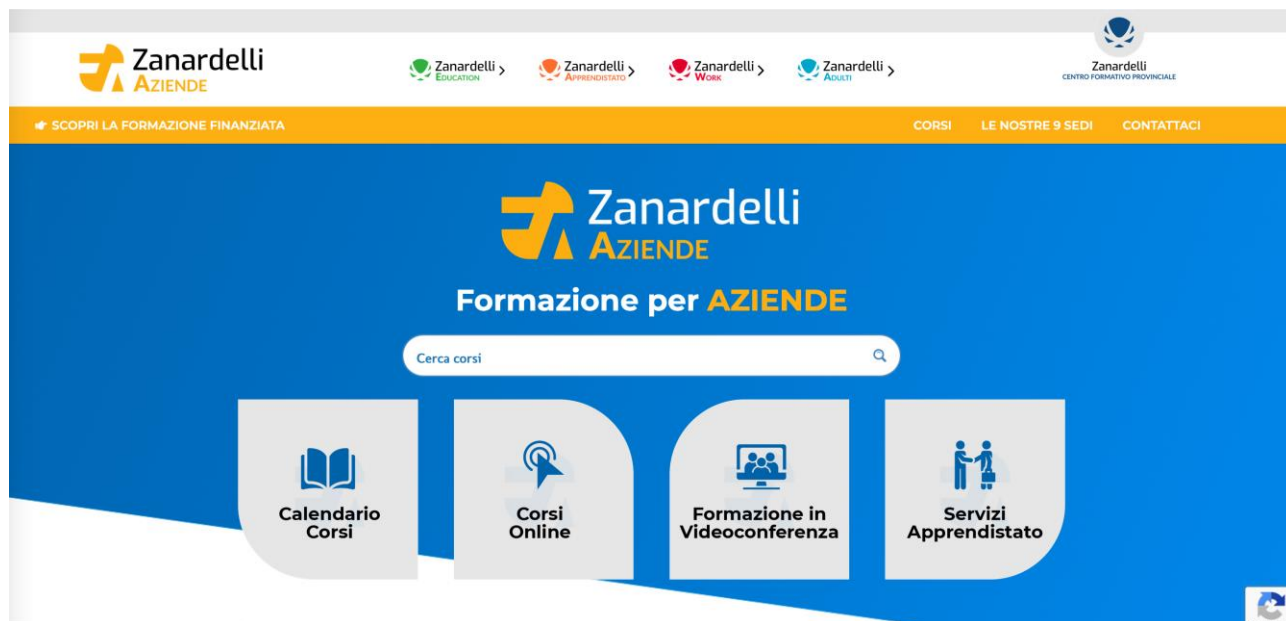 Zanardelli
AZIENDE
Zanardelli
EDUCATION
Zanardelli
APPRENDISTATO
Zanardelli
WORK
Zanardelli
ADULTI
Zanardelli
CENTRO FORMATIVO PROVINCIALE
SCOPRI LA FORMAZIONE FINANZIATA
CORSI
LE NOSTRE 9 SEDI
CONTATTACI
Zanardelli
AZIENDE
Formazione per AZIENDE
Cerca corsi
Calendario
Corsi
Corsi
Online
Formazione in
Videoconferenza
Servizi
Apprendistato